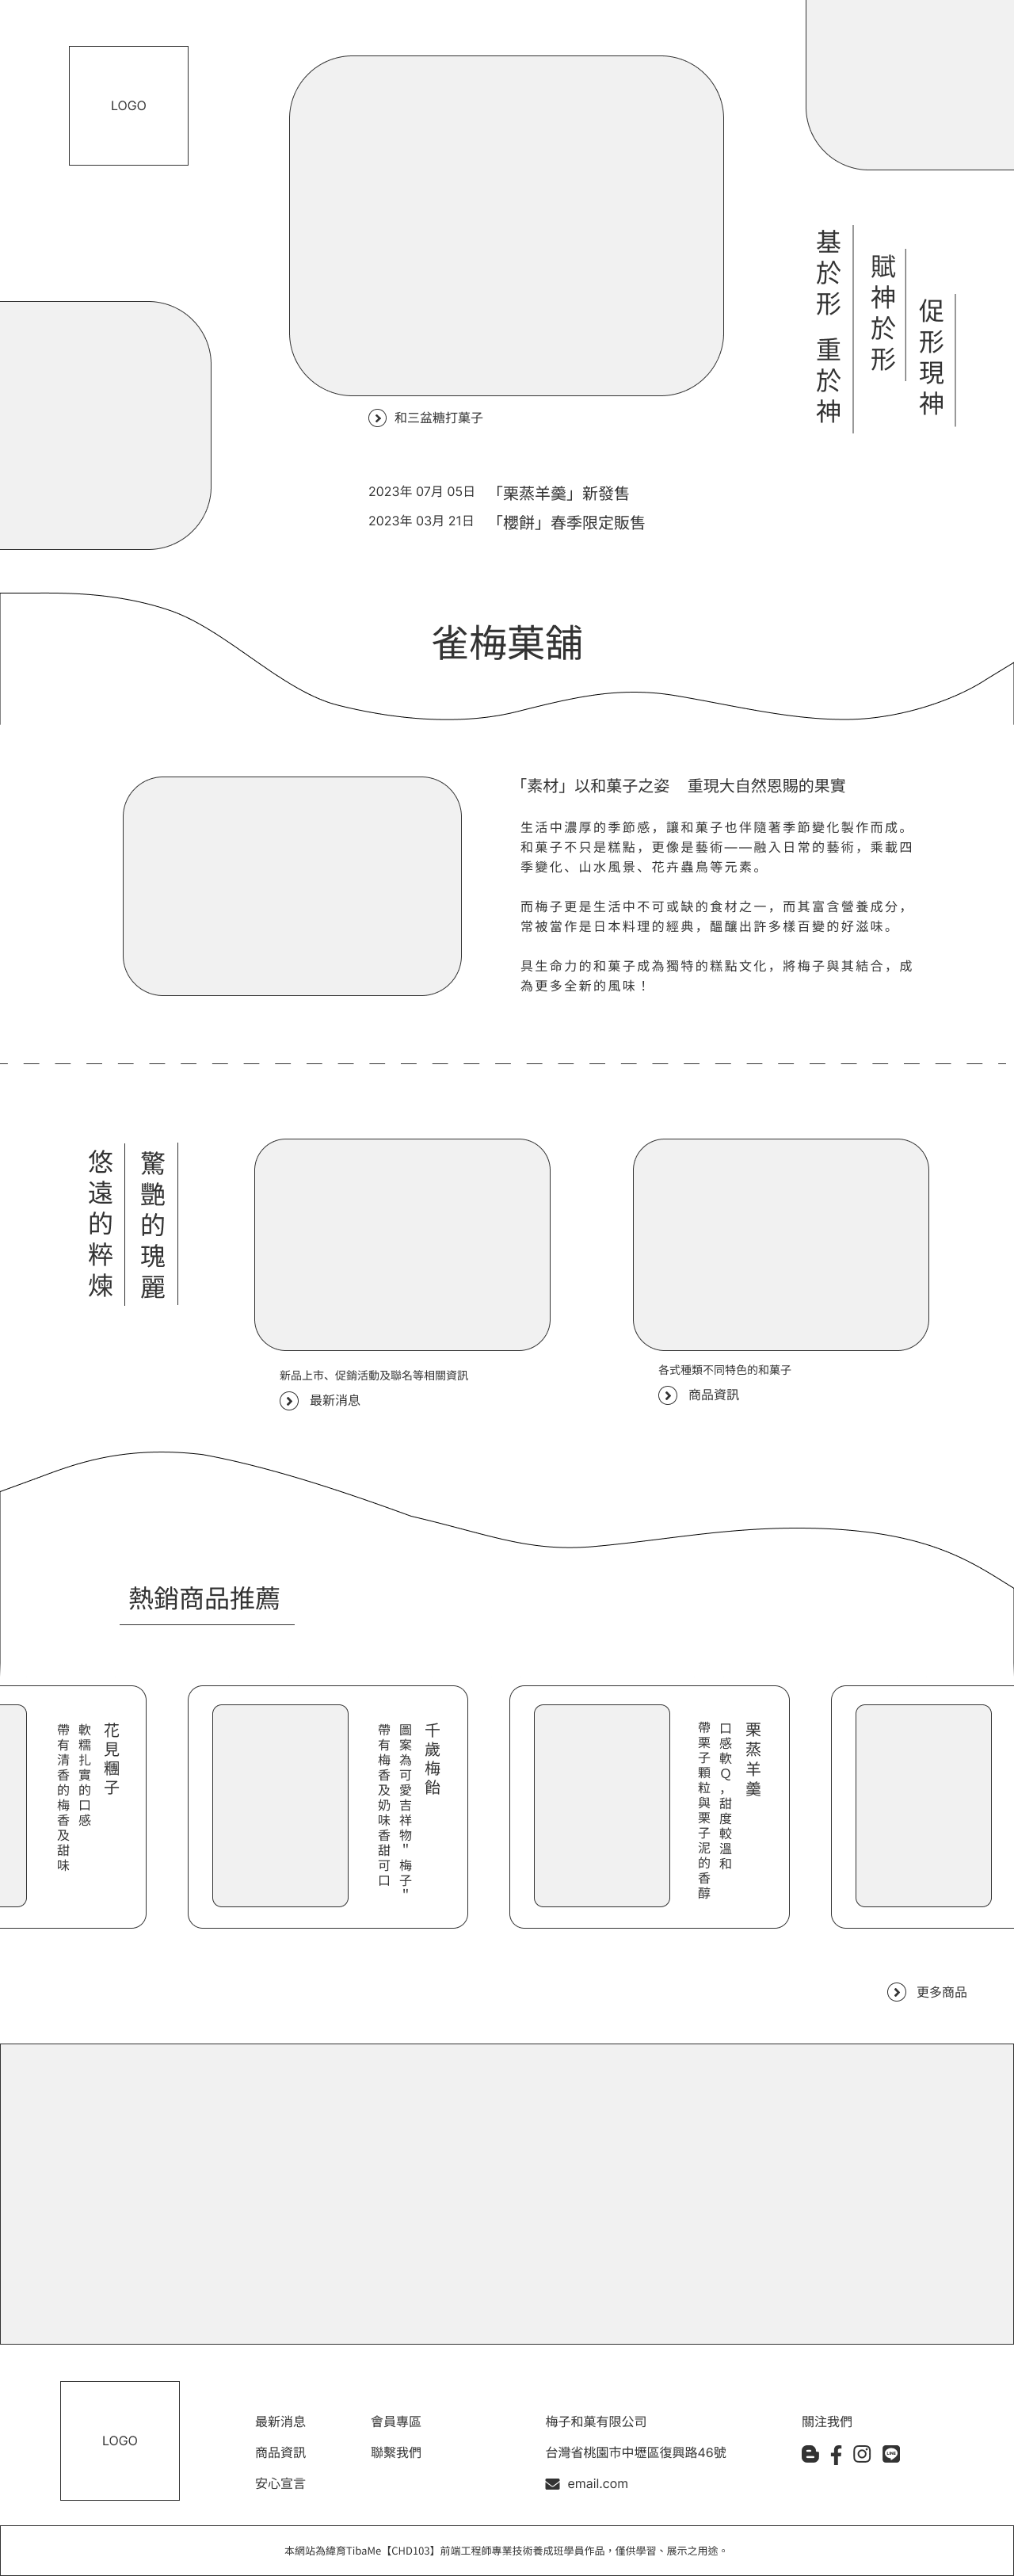 LOGO
促形現神
賦神於形
基於形 重於神
和三盆糖打菓子
2023年 07月 05日 「栗蒸羊羹」新發售
2023年 03月 21日 「櫻餅」春季限定販售
雀梅菓舖
「素材」以和菓子之姿 重現大自然恩賜的果實
生活中濃厚的季節感，讓和菓子也伴隨著季節變化製作而成。
和菓子不只是糕點，更像是藝術——融入日常的藝術，乘載四
季變化、山水風景、花卉蟲鳥等元素。
而梅子更是生活中不可或缺的食材之一，而其富含營養成分，
常被當作是日本料理的經典，醞釀出許多樣百變的好滋味。
具生命力的和菓子成為獨特的糕點文化，將梅子與其結合，成
為更多全新的風味！
驚艷的瑰麗
悠遠的粹煉
新品上市、促銷活動及聯名等相關資訊
最新消息
各式種類不同特色的和菓子
商品資訊
熱銷商品推薦
花見糰子
軟糯扎實的口感
帶有清香的梅香及甜味
千歲梅飴
圖案為可愛吉祥物＂梅子＂
帶有梅香及奶味香甜可口
栗蒸羊羹
口感軟Ｑ，甜度較溫和
帶栗子顆粒與栗子泥的香醇
更多商品
LOGO
最新消息
商品資訊
安心宣言
會員專區
聯繫我們
梅子和菓有限公司
台灣省桃園市中壢區復興路46號
email.com
關注我們
LINE
本網站為緯育TibaMe【CHD103】前端工程師專業技術養成班學員作品，僅供學習、展示之用途。